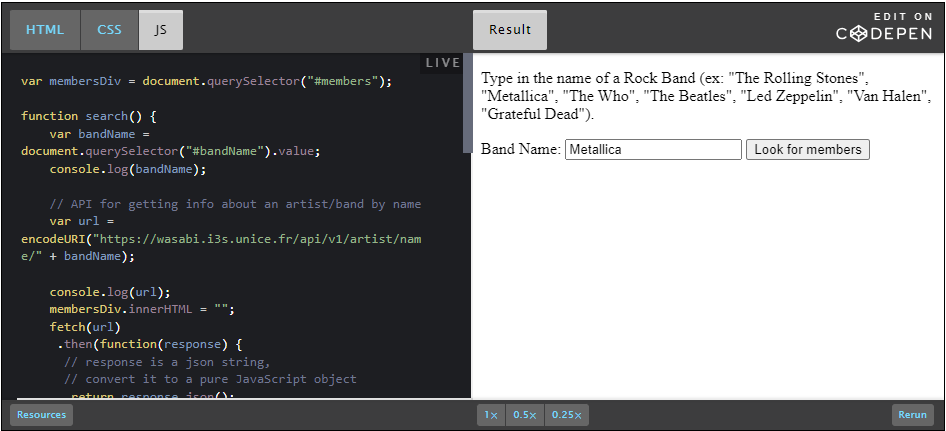 HTML CSS JS Result EDIT ON
CODEPEN
LIVE
var membersDiv = document.querySelector("#members");
function search() {
var bandName =
document.querySelector("#bandName").value;
console.log(bandName);
// API for getting info about an artist/band by name
var url =
encodeURI("https://wasabi.i3s.unice.fr/api/v1/artist/nam
e/" + bandName);
console.log(url);
membersDiv.innerHTML = "";
fetch(url)
.then(function(response) {
// response is a json string,
// convert it to a pure JavaScript object
return response.json();
Type in the name of a Rock Band (ex: "The Rolling Stones",
"Metallica", "The Who", "The Beatles", "Led Zeppelin", "Van Halen",
"Grateful Dead").
Band Name: Metallica Look for members
Resources 1× 0.5× 0.25× Rerun